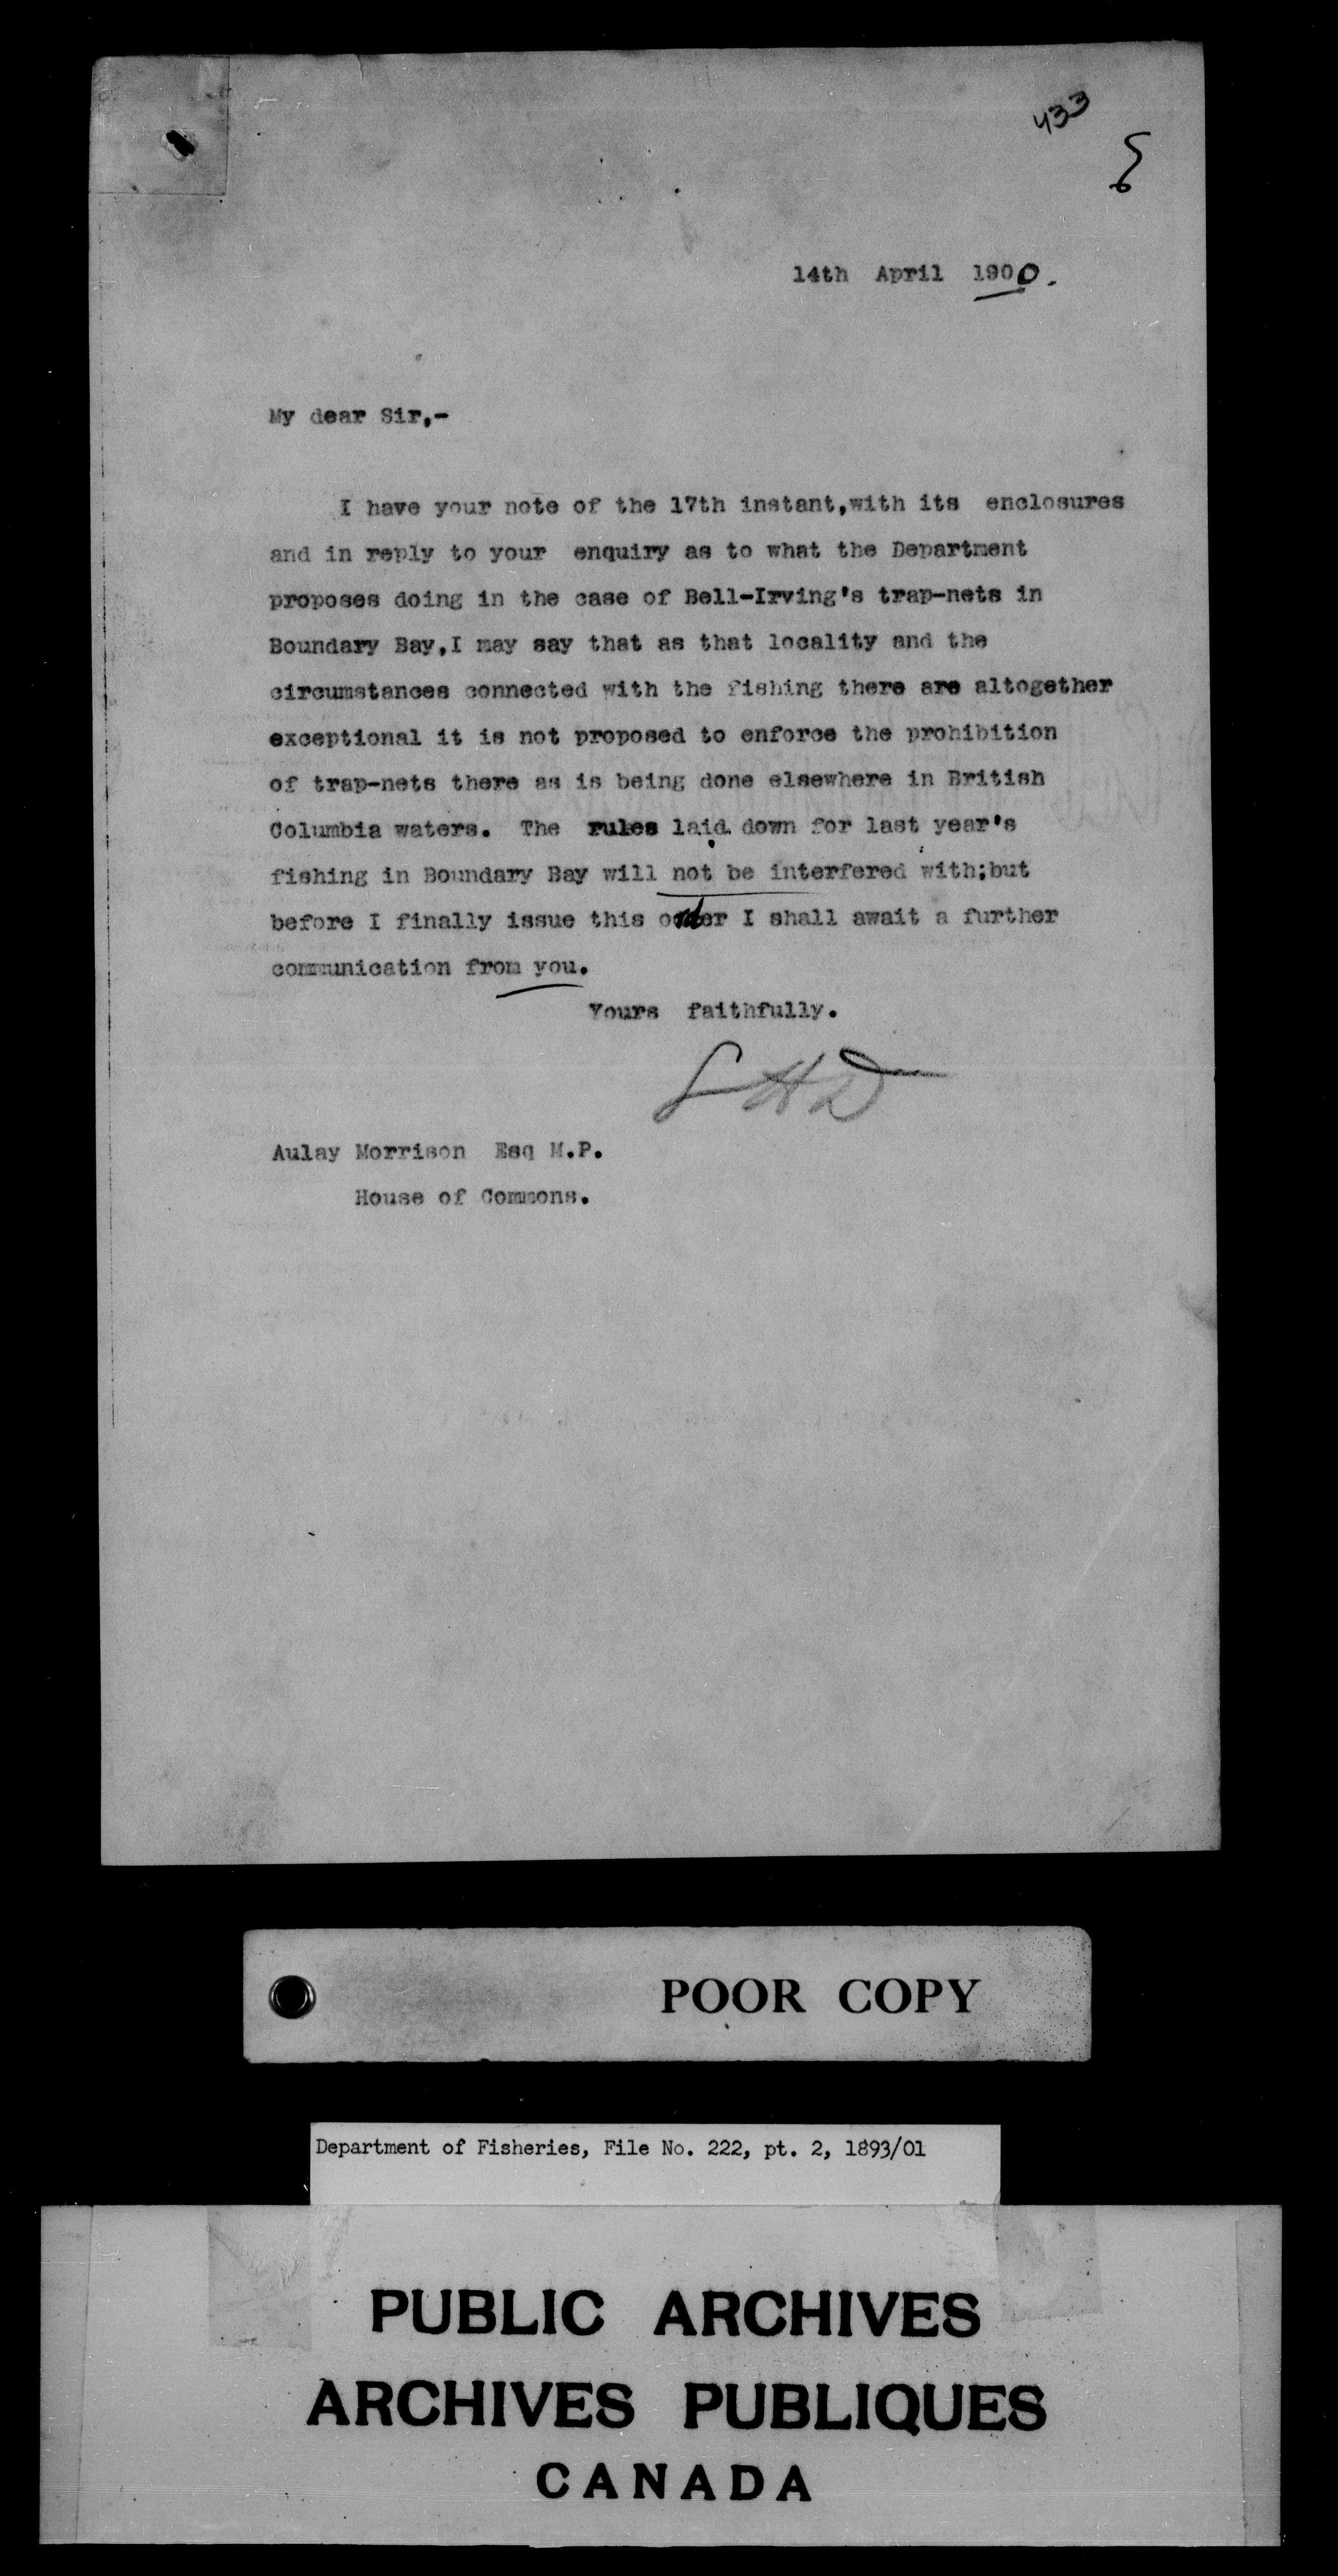 433
14th April 1900.
My dear Sir,-
I have your note of the 17th instant,with its enclosures
and in reply to your enquiry as to what the Department
proposes doing in the case of Bell-Irving's trap-nets in
Boundary Bay,I may say that as that locality and the
circumstances connected with the fishing there are altogether
exceptional it is not proposed to enforce the prohibition
of trap-nets there as is being done elsewhere in British
Columbia waters. The rules laid down for last year's
fishing in Boundary Bay will not be interfered with;but
before I finally issue this order I shall await a further
communication from you.
Yours faithfully.
LHD
Aulay Morrison Esq M.P.
House of Commons.
POOR COPY
Department of Fisheries, File No. 222, pt. 2, 1893/01
PUBLIC ARCHIVES
ARCHIVES PUBLIQUES
CANADA